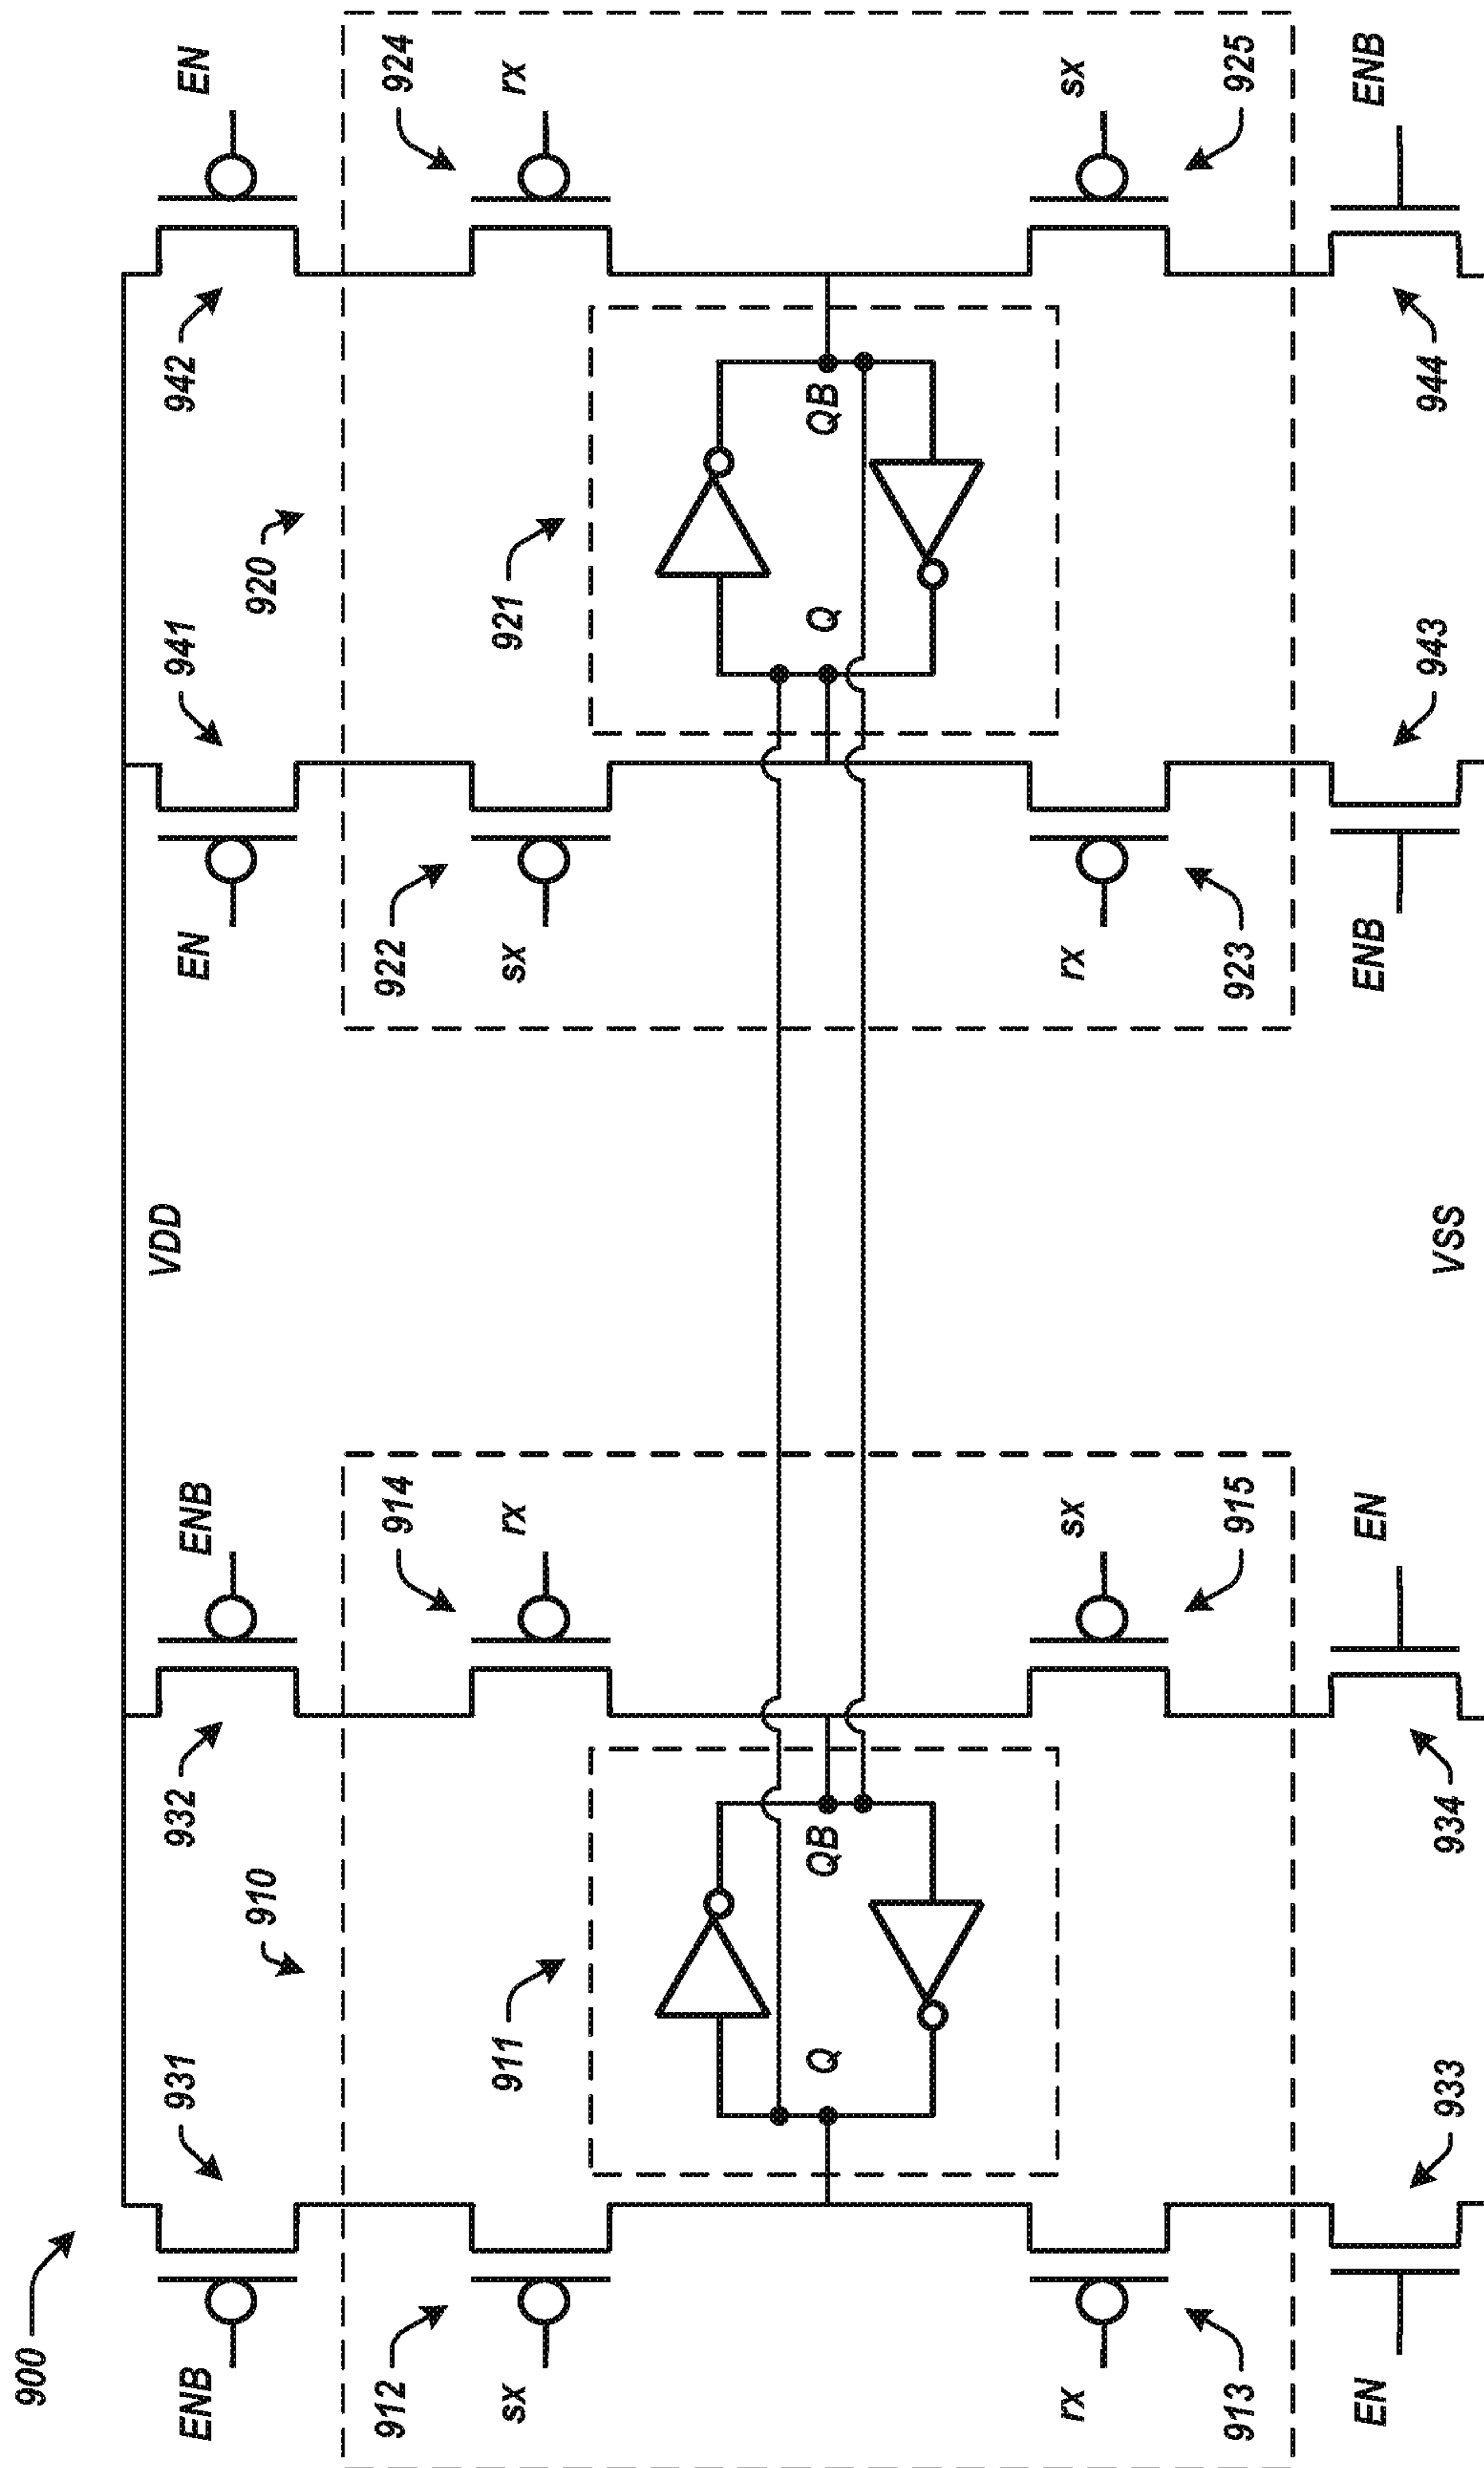 900
ENB 931 932 ENB VDD EN 941 942 EN
910 920
912 914 922 924
sx 911 rx sx 921 rx
Q QB Q QB
rx sx rx sx
913 915 923 925
EN EN ENB ENB
933 934 VSS 943 944